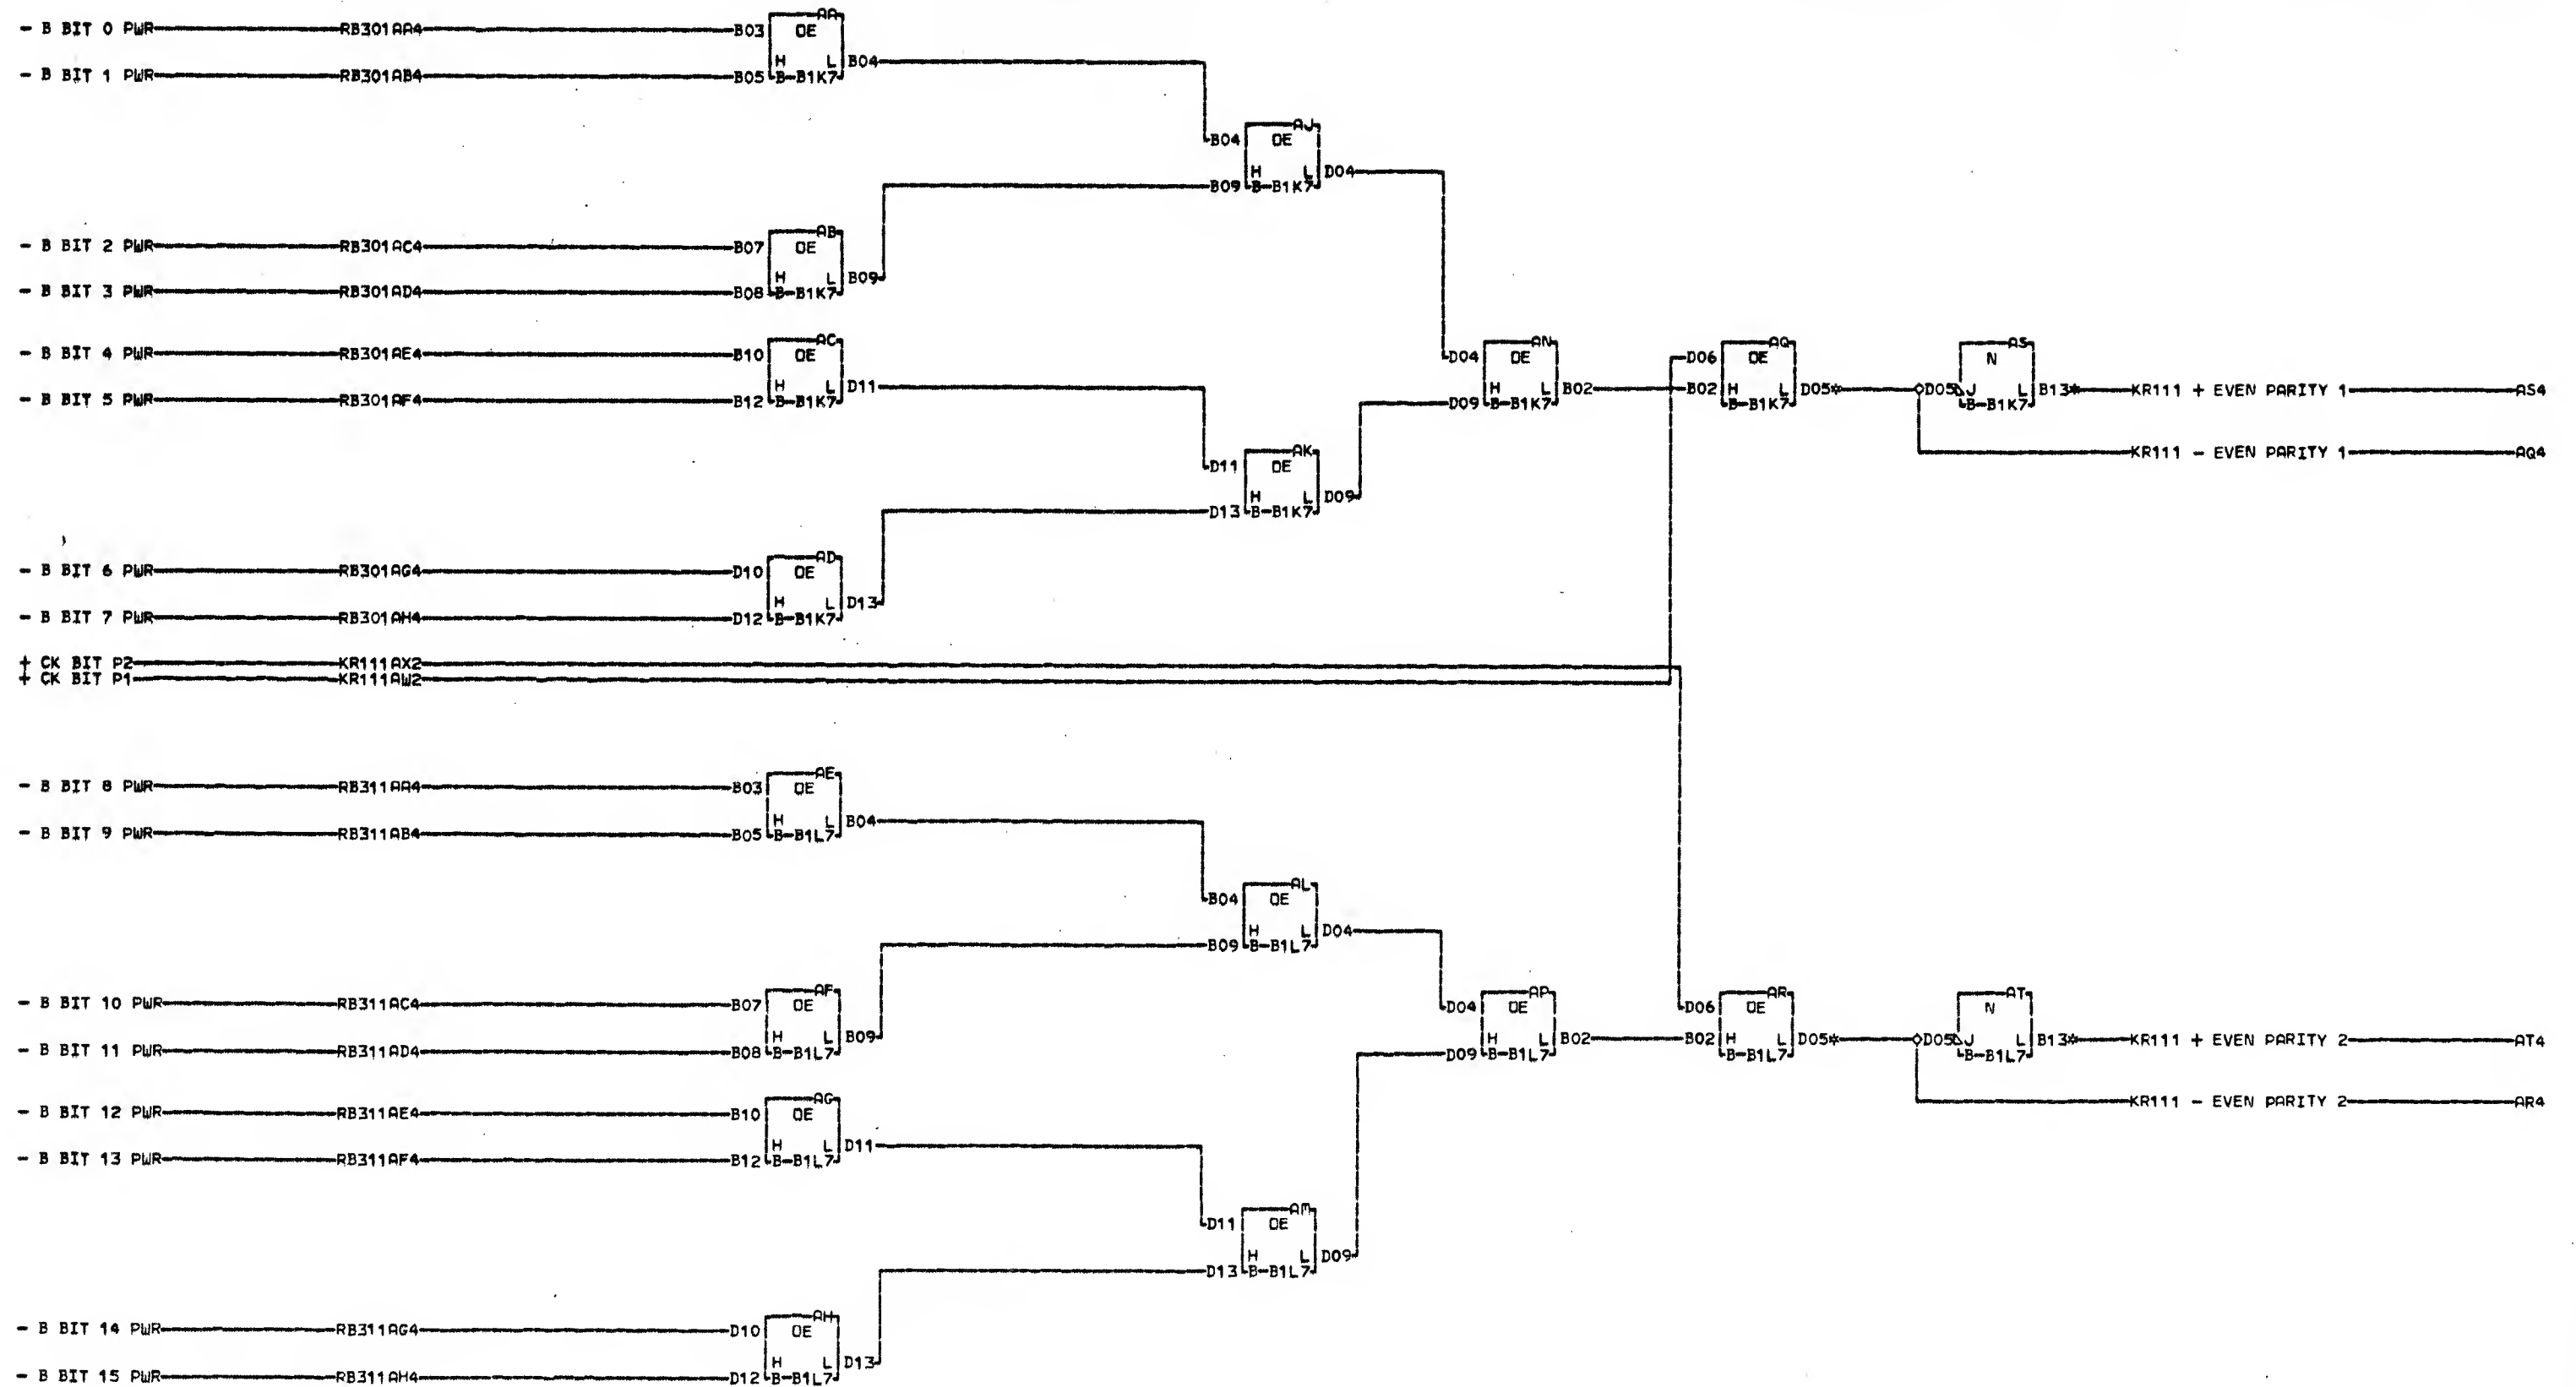 AA
- B BIT 0 PWR RB301AA4 B03 OE
H L B04
- B BIT 1 PWR RB301AB4 B05 B-B1K7
AJ
B04 OE
H L D04
B09 B-B1K7
AB
- B BIT 2 PWR RB301AC4 B07 OE
H L B09
- B BIT 3 PWR RB301AD4 B08 B-B1K7
AC AN AQ AS
- B BIT 4 PWR RB301AE4 B10 OE D04 OE D06 OE N
H L D11 H L B02 B02 H L D05* D05 J L B13* KR111 + EVEN PARITY 1 AS4
- B BIT 5 PWR RB301AF4 B12 B-B1K7 D09 B-B1K7 B-B1K7 B-B1K7
AK KR111 - EVEN PARITY 1 AQ4
D11 OE
H L D09
D13 B-B1K7
AD
- B BIT 6 PWR RB301AG4 D10 OE
H L D13
- B BIT 7 PWR RB301AH4 D12 B-B1K7
+ CK BIT P2 KR111AX2
+ CK BIT P1 KR111AW2
AE
- B BIT 8 PWR RB311AA4 B03 OE
H L B04
- B BIT 9 PWR RB311AB4 B05 B-B1L7
AL
B04 OE
H L D04
B09 B-B1L7
AF AP AR AT
- B BIT 10 PWR RB311AC4 B07 OE D04 OE D06 OE N
H L B09 H L B02 B02 H L D05* D05 J L B13* KR111 + EVEN PARITY 2 AT4
- B BIT 11 PWR RB311AD4 B08 B-B1L7 D09 B-B1L7 B-B1L7 B-B1L7
AG KR111 - EVEN PARITY 2 AR4
- B BIT 12 PWR RB311AE4 B10 OE
H L D11
- B BIT 13 PWR RB311AF4 B12 B-B1L7
AM
D11 OE
H L D09
D13 B-B1L7
AH
- B BIT 14 PWR RB311AG4 D10 OE
H L D13
- B BIT 15 PWR RB311AH4 D12 B-B1L7